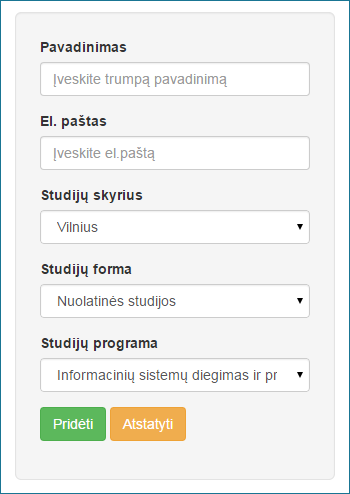 Pavadinimas
Įveskite trumpą pavadinimą
El. paštas
Įveskite el.paštą
Studijų skyrius
Vilnius
Studijų forma
Nuolatinės studijos
Studijų programa
Informacinių sistemų diegimas ir pr
Pridėti Atstatyti